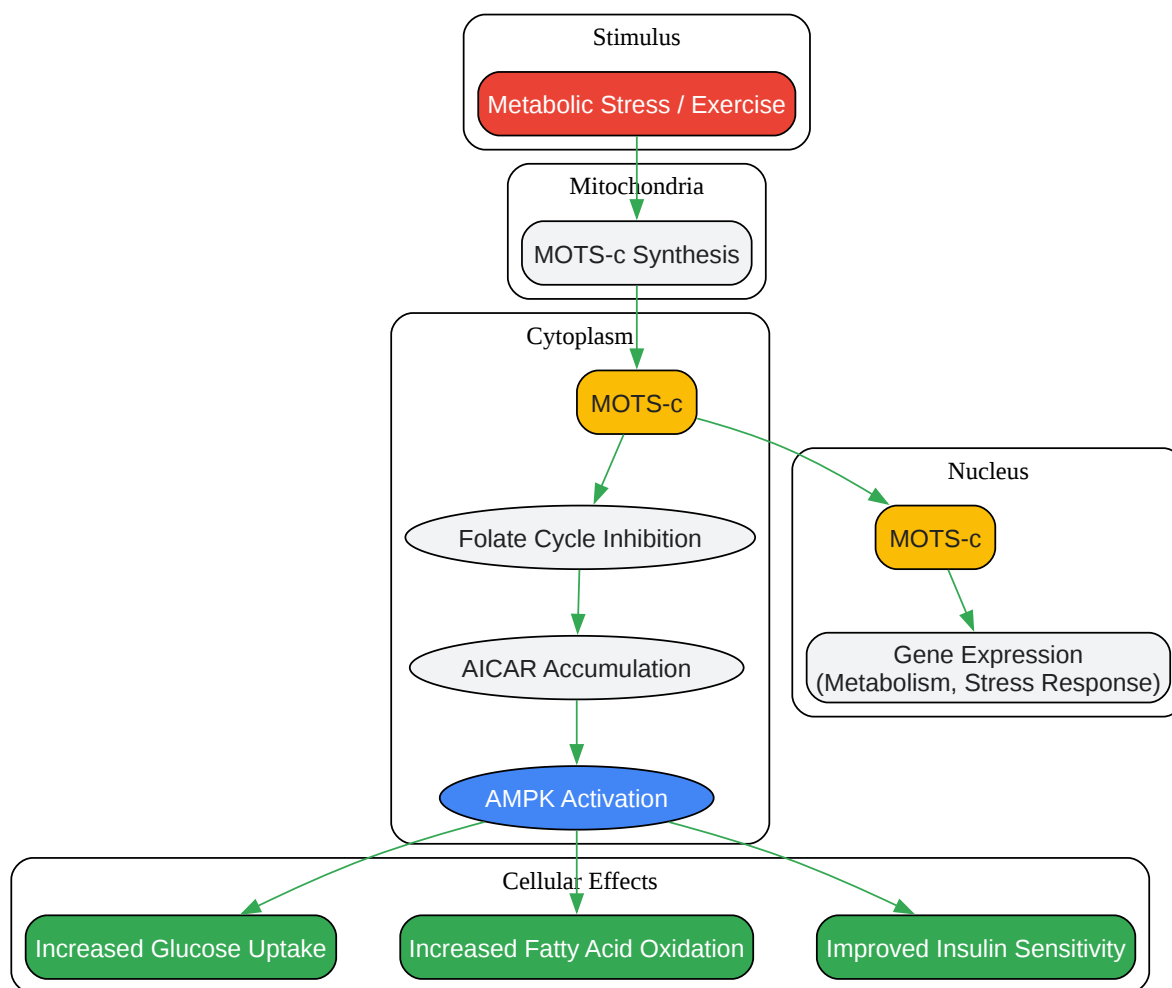 Stimulus
Metabolic Stress / Exercise
Mitochondria
MOTS-c Synthesis
Cytoplasm
MOTS-c
Folate Cycle Inhibition
AICAR Accumulation
AMPK Activation
Nucleus
MOTS-c
Gene Expression
(Metabolism, Stress Response)
Cellular Effects
Increased Glucose Uptake
Increased Fatty Acid Oxidation
Improved Insulin Sensitivity